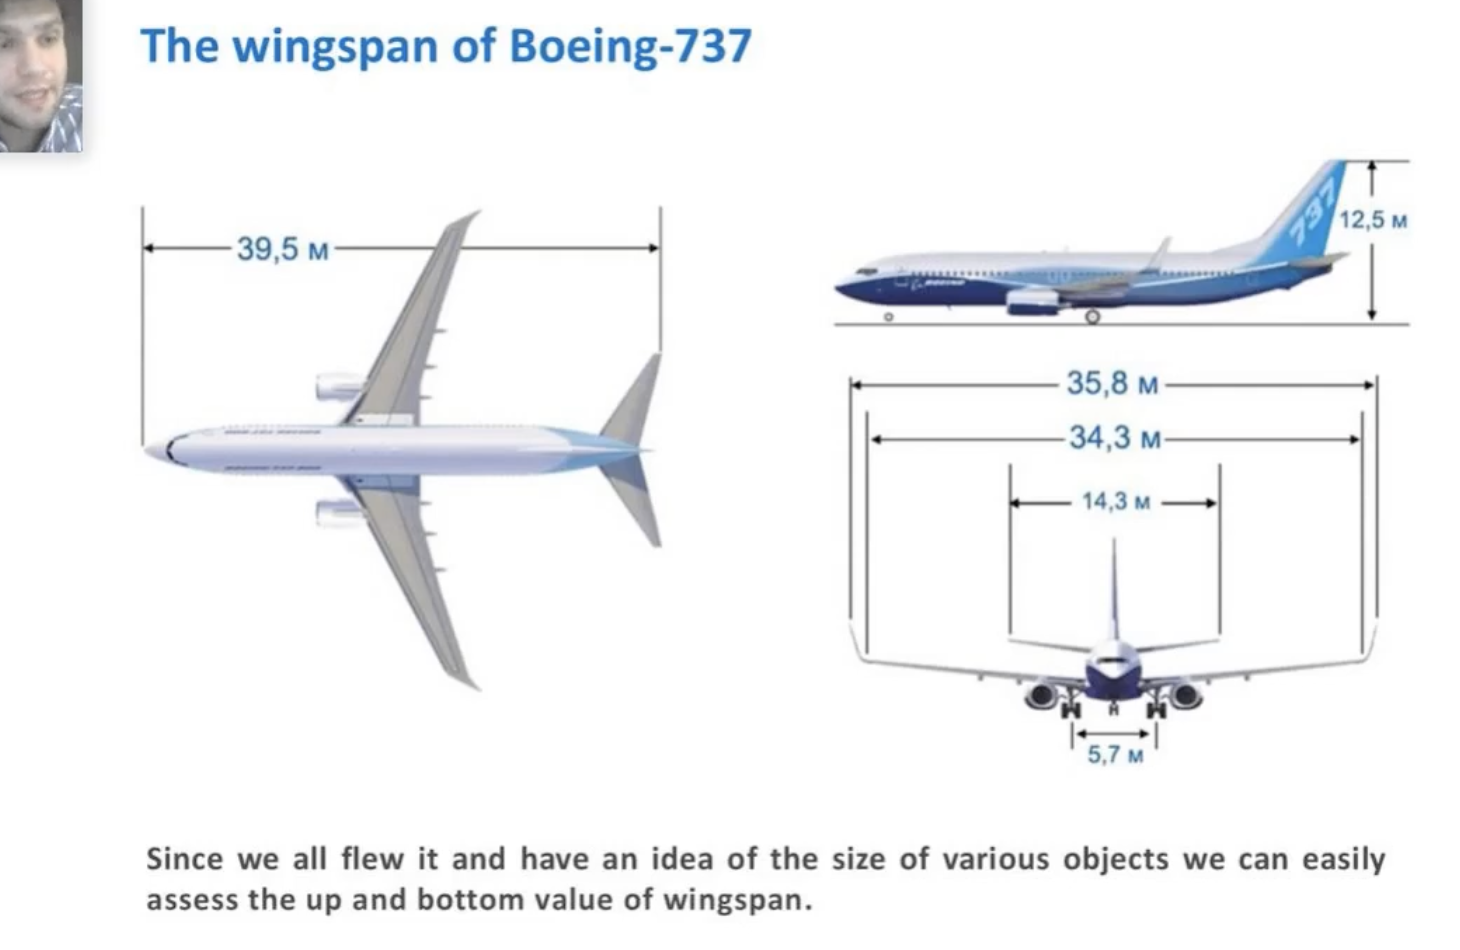 The wingspan of Boeing-737
39,5 м
737
12,5 м
BOEING
35,8 м
34,3 м
14,3 м
5,7 м
Since we all flew it and have an idea of the size of various objects we can easily
assess the up and bottom value of wingspan.